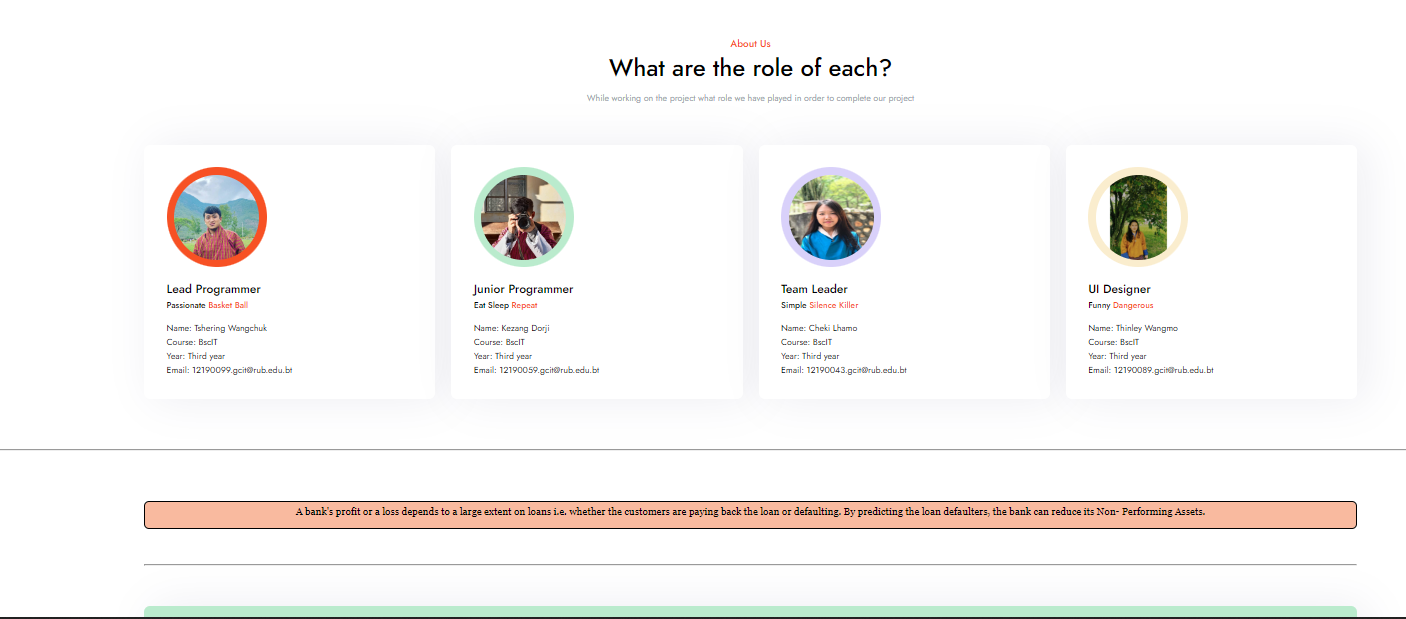 About Us
What are the role of each?
While working on the project what role we have played in order to complete our project
Lead Programmer
Passionate Basket Ball
Name: Tshering Wangchuk
Course: BscIT
Year: Third year
Email: 12190099.gcit@rub.edu.bt
Junior Programmer
Eat Sleep Repeat
Name: Kezang Dorji
Course: BscIT
Year: Third year
Email: 12190059.gcit@rub.edu.bt
Team Leader
Simple Silence Killer
Name: Cheki Lhamo
Course: BscIT
Year: Third year
Email: 12190043.gcit@rub.edu.bt
UI Designer
Funny Dangerous
Name: Thinley Wangmo
Course: BscIT
Year: Third year
Email: 12190089.gcit@rub.edu.bt
A bank's profit or a loss depends to a large extent on loans i.e. whether the customers are paying back the loan or defaulting. By predicting the loan defaulters, the bank can reduce its Non- Performing Assets.